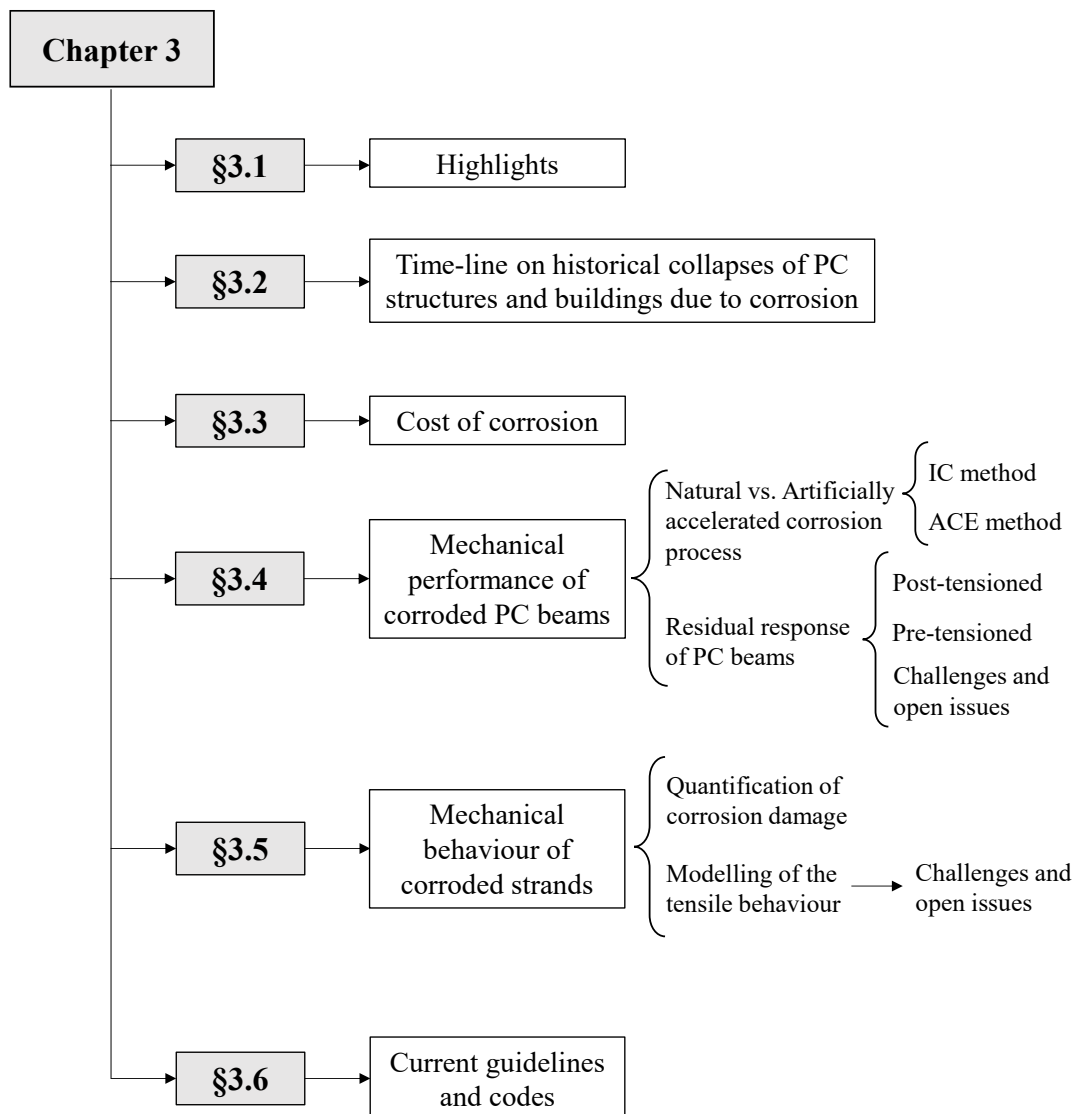 Chapter 3
§3.1
Highlights
§3.2
Time-line on historical collapses of PC
structures and buildings due to corrosion
§3.3
Cost of corrosion
§3.4
Mechanical
performance of
corroded PC beams
Natural vs. Artificially
accelerated corrosion
process
IC method
ACE method
Residual response
of PC beams
Post-tensioned
Pre-tensioned
Challenges and
open issues
§3.5
Mechanical
behaviour of
corroded strands
Quantification of
corrosion damage
Modelling of the
tensile behaviour
Challenges and
open issues
§3.6
Current guidelines
and codes